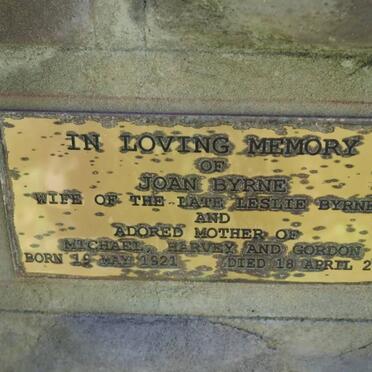 IN LOVING MEMORY
OF
JOAN BYRNE
WIFE OF THE LATE LESLIE BYRNE
AND
ADORED MOTHER OF
MICHAEL, HARVEY AND GORDON
BORN MAY 1921 DIED 18 APRIL